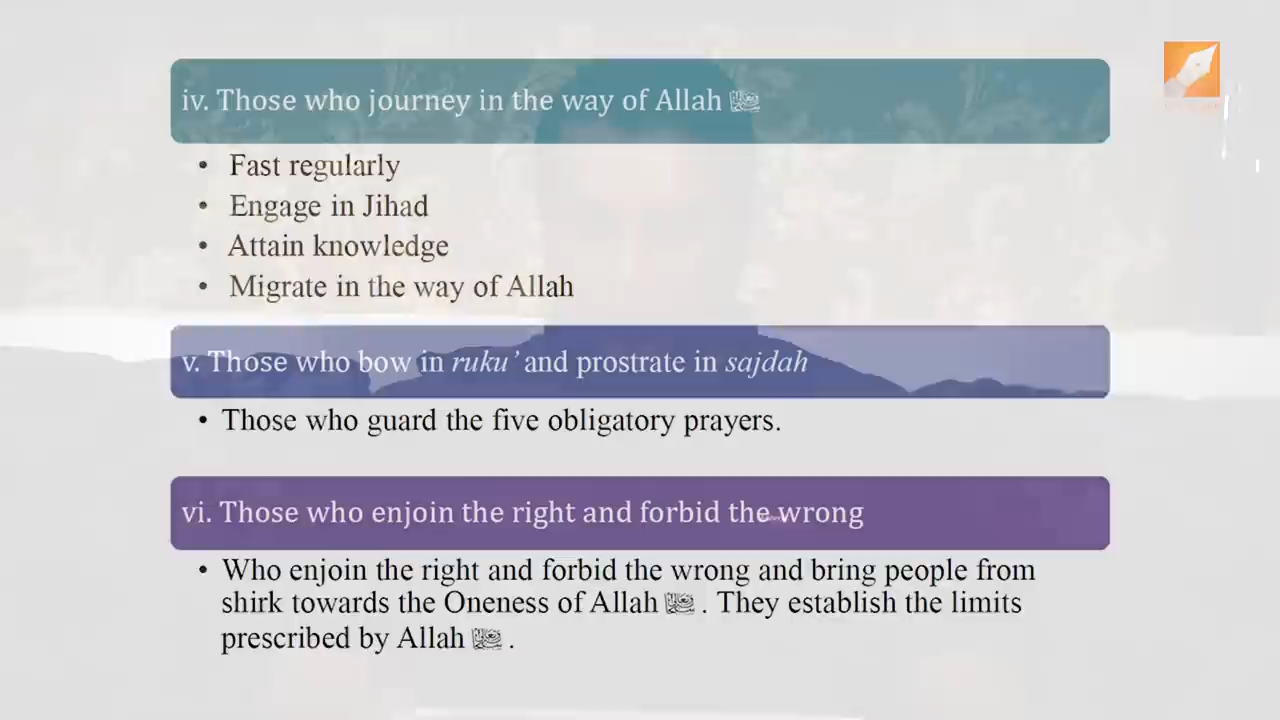 iv. Those who journey in the way of Allah ﷻ
• Fast regularly
• Engage in Jihad
• Attain knowledge
• Migrate in the way of Allah
v. Those who bow in ruku’ and prostrate in sajdah
• Those who guard the five obligatory prayers.
vi. Those who enjoin the right and forbid the wrong
• Who enjoin the right and forbid the wrong and bring people from
shirk towards the Oneness of Allah ﷻ . They establish the limits
prescribed by Allah ﷻ .